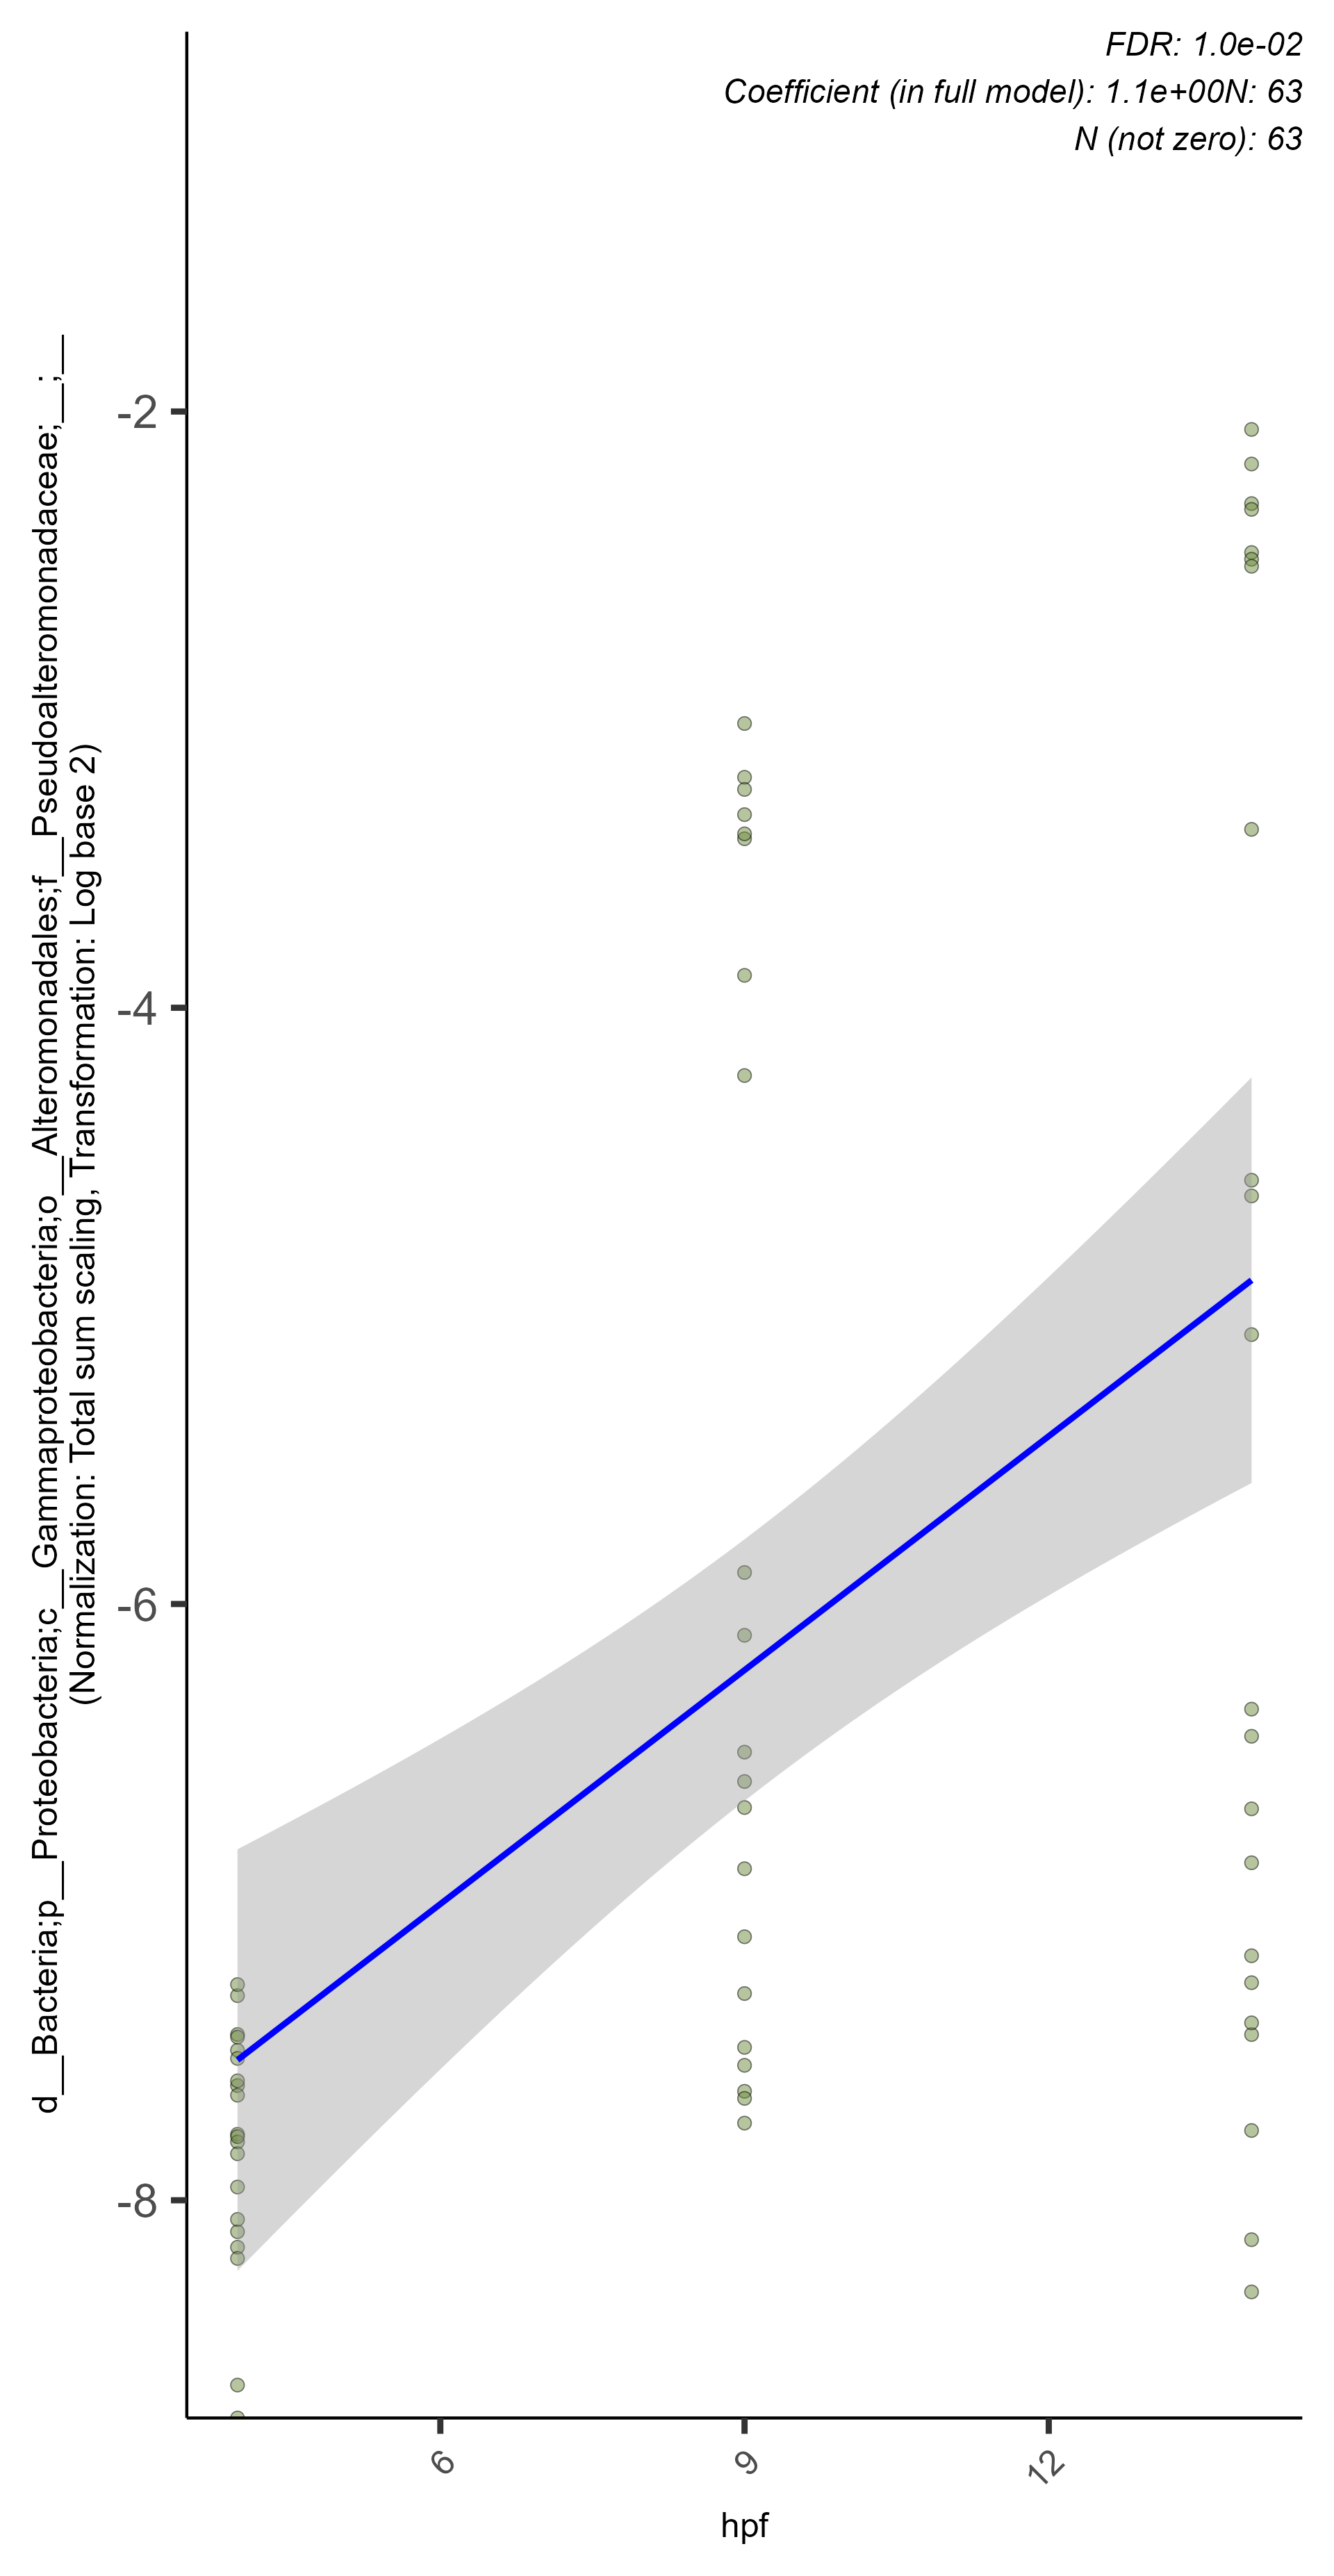 FDR: 1.0e-02
Coefficient (in full model): 1.1e+00N: 63
N (not zero): 63
d__Bacteria;p__Proteobacteria;c__Gammaproteobacteria;o__Alteromonadales;f__Pseudoalteromonadaceae;__;__
(Normalization: Total sum scaling, Transformation: Log base 2)
-2
-4
-6
-8
6
9
12
hpf